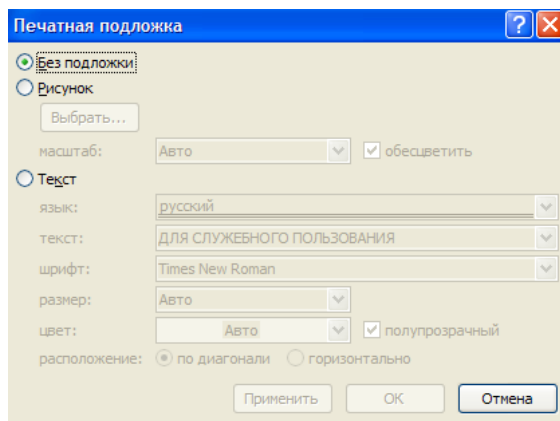 Печатная подложка
Без подложки
Рисунок
Выбрать...
масштаб: Авто обесцветить
Текст
язык: русский
текст: ДЛЯ СЛУЖЕБНОГО ПОЛЬЗОВАНИЯ
шрифт: Times New Roman
размер: Авто
цвет: Авто полупрозрачный
расположение: по диагонали горизонтально
Применить ОК Отмена